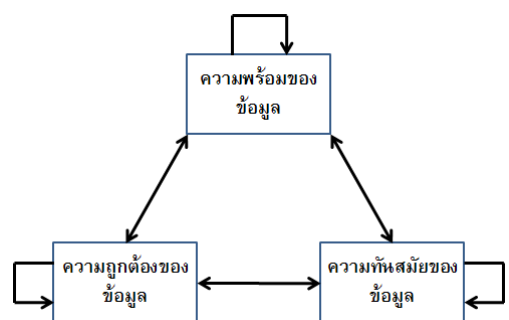 ความพร้อมของ
ข้อมูล
ความถูกต้องของ
ข้อมูล
ความทันสมัยของ
ข้อมูล